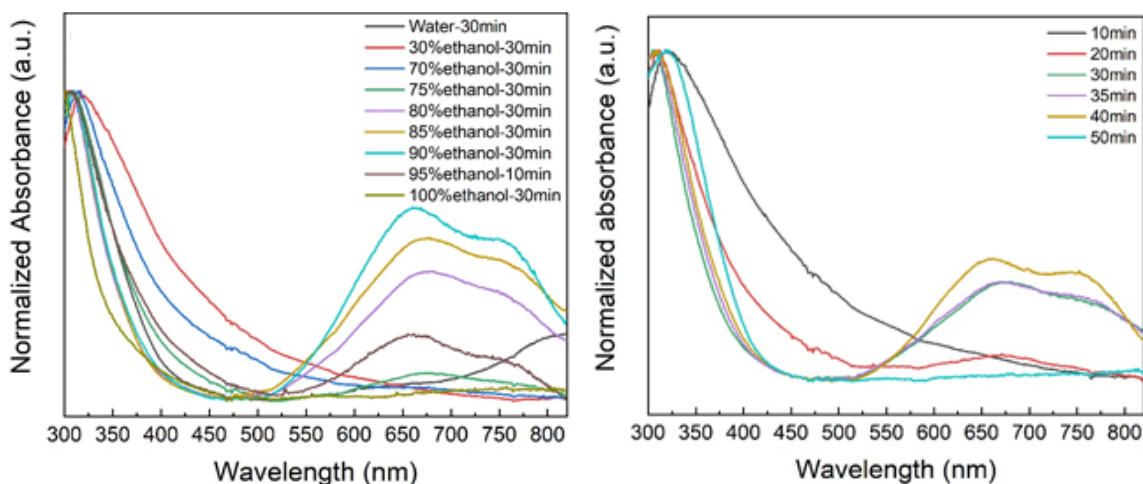 Normalized Absorbance (a.u.)
Water-30min
30%ethanol-30min
70%ethanol-30min
75%ethanol-30min
80%ethanol-30min
85%ethanol-30min
90%ethanol-30min
95%ethanol-10min
100%ethanol-30min
300 350 400 450 500 550 600 650 700 750 800
Wavelength (nm)
Normalized absorbance (a.u.)
10min
20min
30min
35min
40min
50min
300 350 400 450 500 550 600 650 700 750 800
Wavelength (nm)